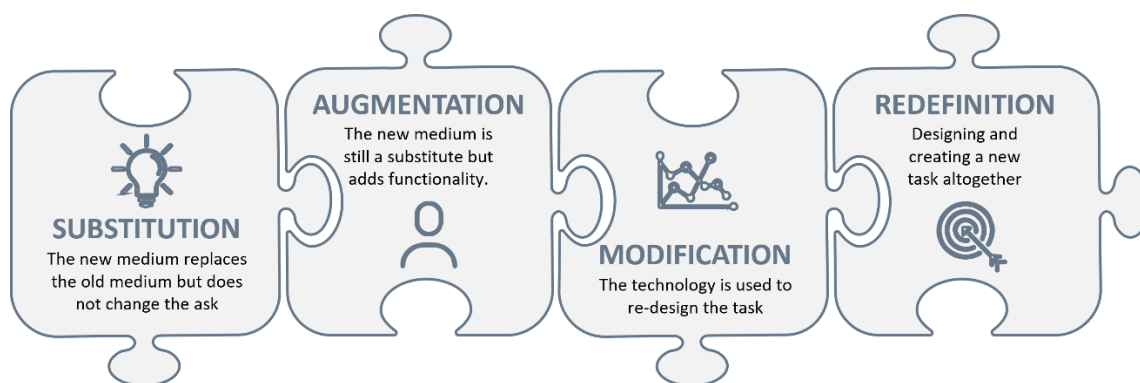 SUBSTITUTION
The new medium replaces
the old medium but does
not change the ask
AUGMENTATION
The new medium is
still a substitute but
adds functionality.
MODIFICATION
The technology is used to
re-design the task
REDEFINITION
Designing and
creating a new
task altogether